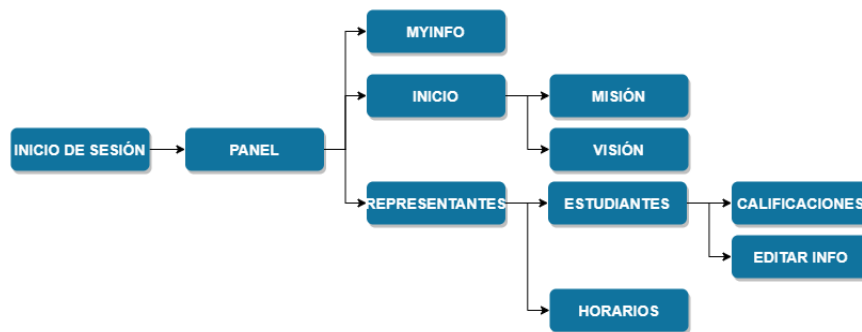 MYINFO
INICIO
MISIÓN
INICIO DE SESIÓN
PANEL
VISIÓN
REPRESENTANTES
ESTUDIANTES
CALIFICACIONES
EDITAR INFO
HORARIOS